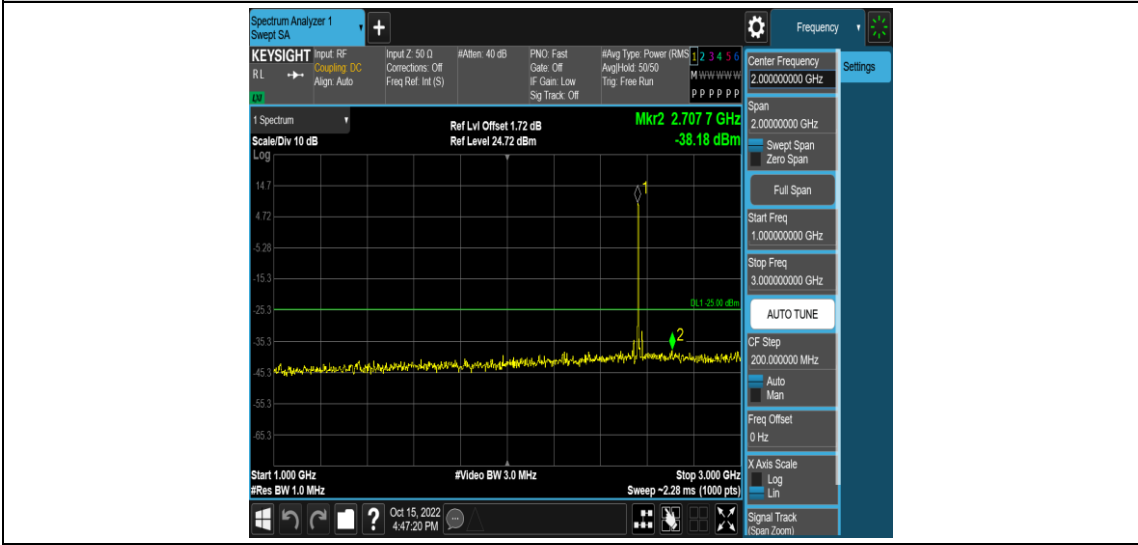 Spectrum Analyzer 1
Swept SA
+
Frequency
KEYSIGHT
RL
LXI
Input: RF
Coupling: DC
Align: Auto
Input Z: 50 Ω
Corrections: Off
Freq Ref: Int (S)
#Atten: 40 dB
PNO: Fast
Gate: Off
IF Gain: Low
Sig Track: Off
#Avg Type: Power (RMS
Avg|Hold: 50/50
Trig: Free Run
1 2 3 4 5 6
M W W W W W
P P P P P P
1 Spectrum
Scale/Div 10 dB
Log
Ref Lvl Offset 1.72 dB
Ref Level 24.72 dBm
Mkr2 2.707 7 GHz
-38.18 dBm
14.7
4.72
-5.28
-15.3
-25.3
-35.3
-45.3
-55.3
-65.3
1
DL1 -25.00 dBm
2
Start 1.000 GHz
#Res BW 1.0 MHz
#Video BW 3.0 MHz
Stop 3.000 GHz
Sweep ~2.28 ms (1000 pts)
?
Oct 15, 2022
4:47:20 PM
Center Frequency
2.000000000 GHz
Span
2.00000000 GHz
Swept Span
Zero Span
Full Span
Start Freq
1.000000000 GHz
Stop Freq
3.000000000 GHz
AUTO TUNE
CF Step
200.000000 MHz
Auto
Man
Freq Offset
0 Hz
X Axis Scale
Log
Lin
Signal Track
(Span Zoom)
Settings